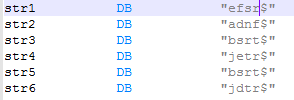 str1 DB "efsr$"
str2 DB "adnf$"
str3 DB "bsrt$"
str4 DB "jetr$"
str5 DB "bsrt$"
str6 DB "jdtr$"